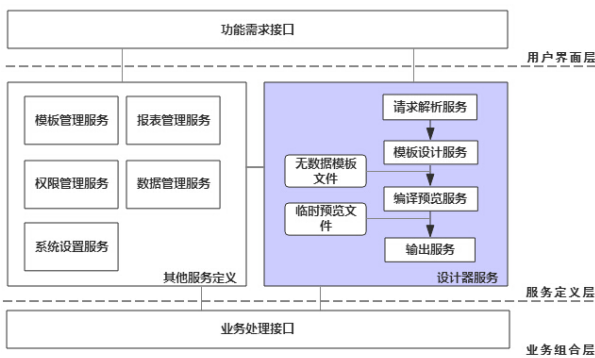 功能需求接口
用户界面层
模板管理服务
报表管理服务
权限管理服务
数据管理服务
系统设置服务
其他服务定义
请求解析服务
模板设计服务
无数据模板
文件
编译预览服务
临时预览文
件
输出服务
设计器服务
服务定义层
业务处理接口
业务组合层